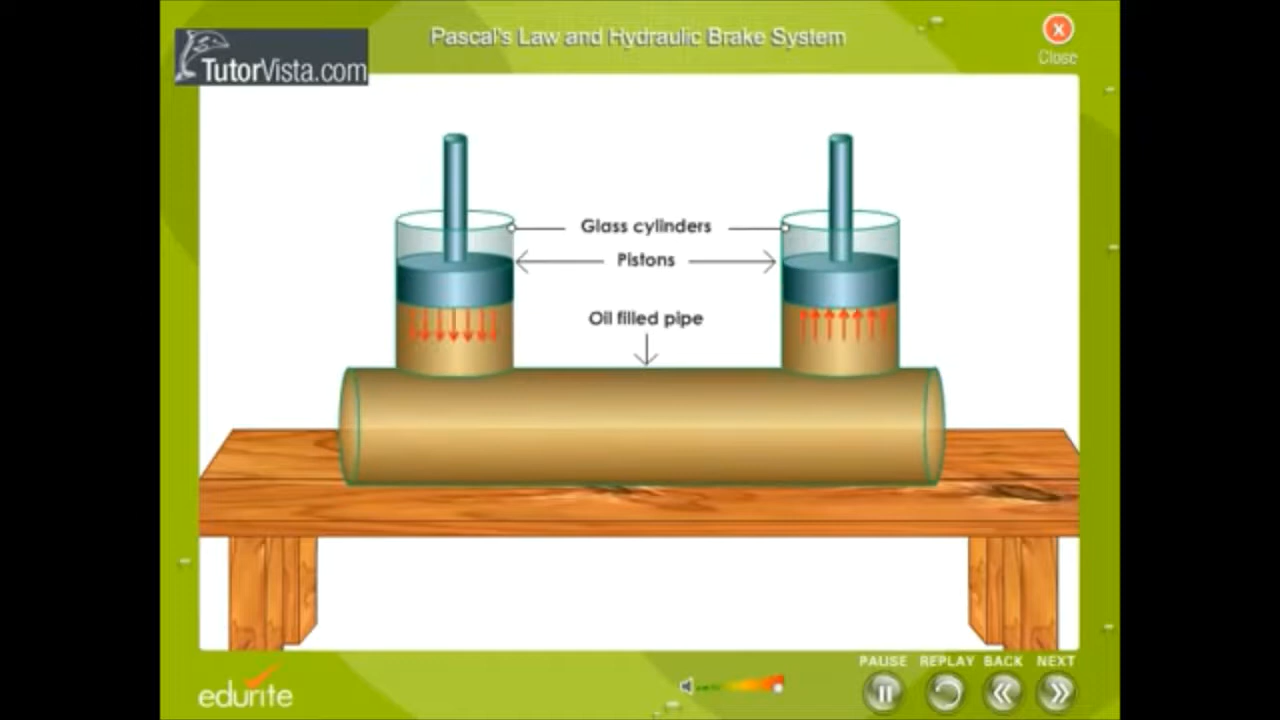 Pascal's Law and Hydraulic Brake System
X
Close
TutorVista.com
Glass cylinders
Pistons
Oil filled pipe
PAUSE REPLAY BACK NEXT
edurite